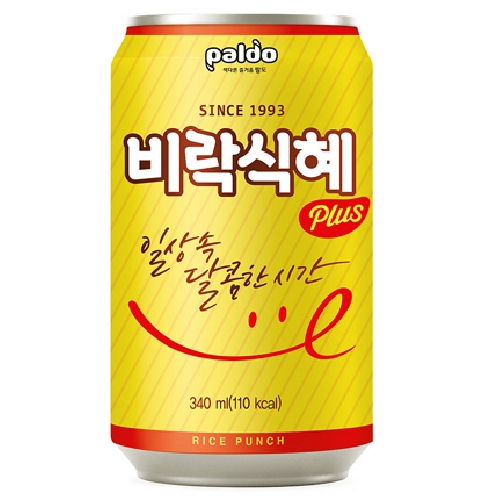 paldo
SINCE 1993
비락식혜
Plus
일상 속
달콤한 시간
340 ml(110 kcal)
RICE PUNCH